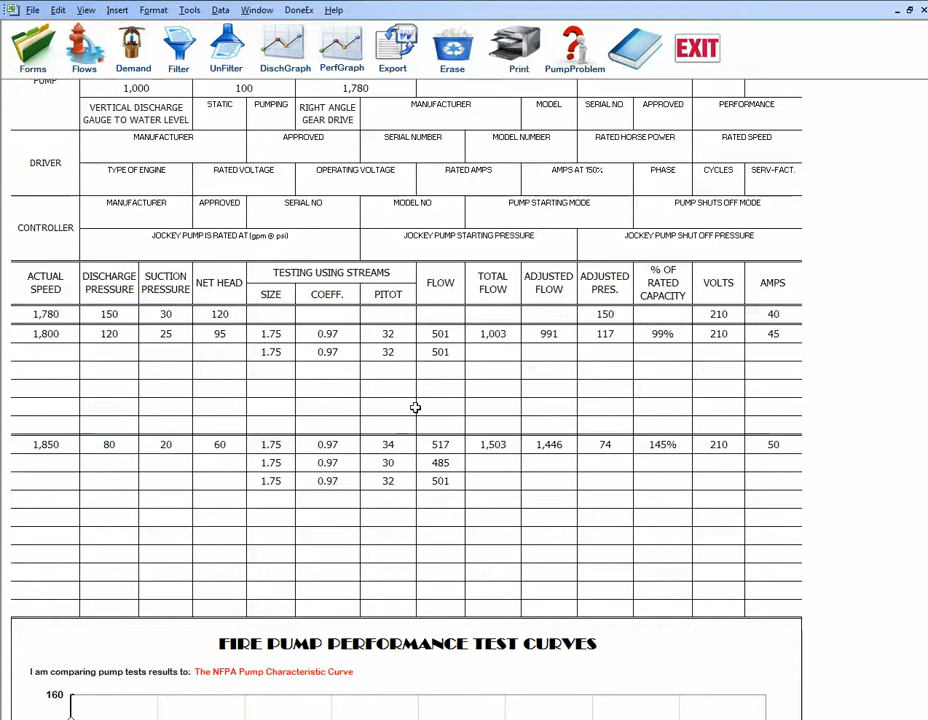 File Edit View Insert Format Tools Data Window DoneEx Help
Forms Flows Demand Filter UnFilter DischGraph PerfGraph Export Erase Print PumpProblem EXIT
PUMP
1,000 100 1,780
VERTICAL DISCHARGE GAUGE TO WATER LEVEL STATIC PUMPING RIGHT ANGLE GEAR DRIVE MANUFACTURER MODEL SERIAL NO. APPROVED PERFORMANCE
DRIVER
MANUFACTURER APPROVED SERIAL NUMBER MODEL NUMBER RATED HORSE POWER RATED SPEED
TYPE OF ENGINE RATED VOLTAGE OPERATING VOLTAGE RATED AMPS AMPS AT 150% PHASE CYCLES SERV-FACT.
CONTROLLER
MANUFACTURER APPROVED SERIAL NO MODEL NO PUMP STARTING MODE PUMP SHUTS OFF MODE
JOCKEY PUMP IS RATED AT (gpm @ psi) JOCKEY PUMP STARTING PRESSURE JOCKEY PUMP SHUT OFF PRESSURE
ACTUAL SPEED DISCHARGE PRESSURE SUCTION PRESSURE NET HEAD TESTING USING STREAMS FLOW TOTAL FLOW ADJUSTED FLOW ADJUSTED PRES. % OF RATED CAPACITY VOLTS AMPS
SIZE COEFF. PITOT
1,780 150 30 120 150 210 40
1,800 120 25 95 1.75 0.97 32 501 1,003 991 117 99% 210 45
1.75 0.97 32 501
1,850 80 20 60 1.75 0.97 34 517 1,503 1,446 74 145% 210 50
1.75 0.97 30 485
1.75 0.97 32 501
FIRE PUMP PERFORMANCE TEST CURVES
I am comparing pump tests results to: The NFPA Pump Characteristic Curve
160